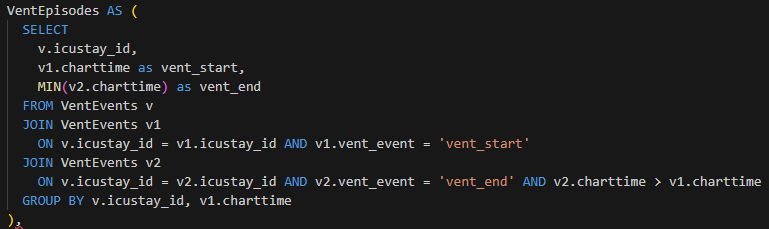 VentEpisodes AS (
  SELECT
    v.icustay_id,
    v1.charttime as vent_start,
    MIN(v2.charttime) as vent_end
  FROM VentEvents v
  JOIN VentEvents v1
    ON v.icustay_id = v1.icustay_id AND v1.vent_event = 'vent_start'
  JOIN VentEvents v2
    ON v.icustay_id = v2.icustay_id AND v2.vent_event = 'vent_end' AND v2.charttime > v1.charttime
  GROUP BY v.icustay_id, v1.charttime
),